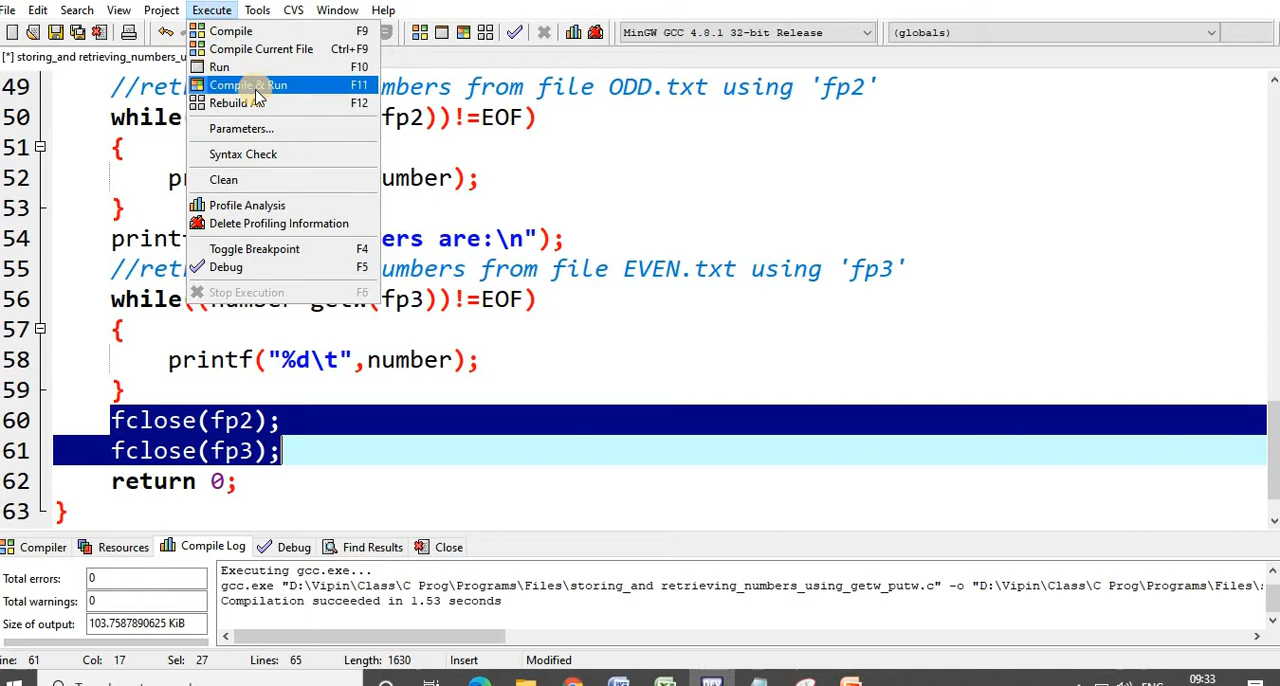 File Edit Search View Project Execute Tools CVS Window Help
MinGW GCC 4.8.1 32-bit Release
(globals)
[*] storing_and retrieving_numbers_u
Compile F9
Compile Current File Ctrl+F9
Run F10
Compile & Run F11
Rebuild F12
Parameters...
Syntax Check
Clean
Profile Analysis
Delete Profiling Information
Toggle Breakpoint F4
Debug F5
Stop Execution F6
49 //ret mbers from file ODD.txt using 'fp2'
50 while( fp2))!=EOF)
51 {
52 p umber);
53 }
54 print ers are:\n");
55 //ret umbers from file EVEN.txt using 'fp3'
56 while((number getw(fp3))!=EOF)
57 {
58 printf("%d\t",number);
59 }
60 fclose(fp2);
61 fclose(fp3);
62 return 0;
63 }
Compiler Resources Compile Log Debug Find Results Close
Total errors: 0
Total warnings: 0
Size of output: 103.7587890625 KiB
Executing gcc.exe...
gcc.exe "D:\Vipin\Class\C Prog\Programs\Files\storing_and retrieving_numbers_using_getw_putw.c" -o "D:\Vipin\Class\C Prog\Programs\Files\s
Compilation succeeded in 1.53 seconds
ine: 61 Col: 17 Sel: 27 Lines: 65 Length: 1630 Insert Modified
09:33